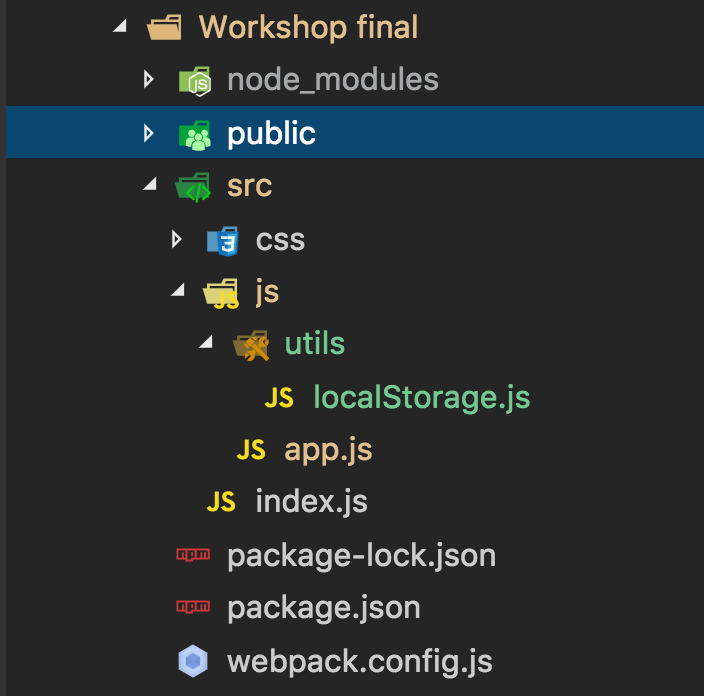 Workshop final
node_modules
public
src
css
js
utils
JS localStorage.js
JS app.js
JS index.js
package-lock.json
package.json
webpack.config.js